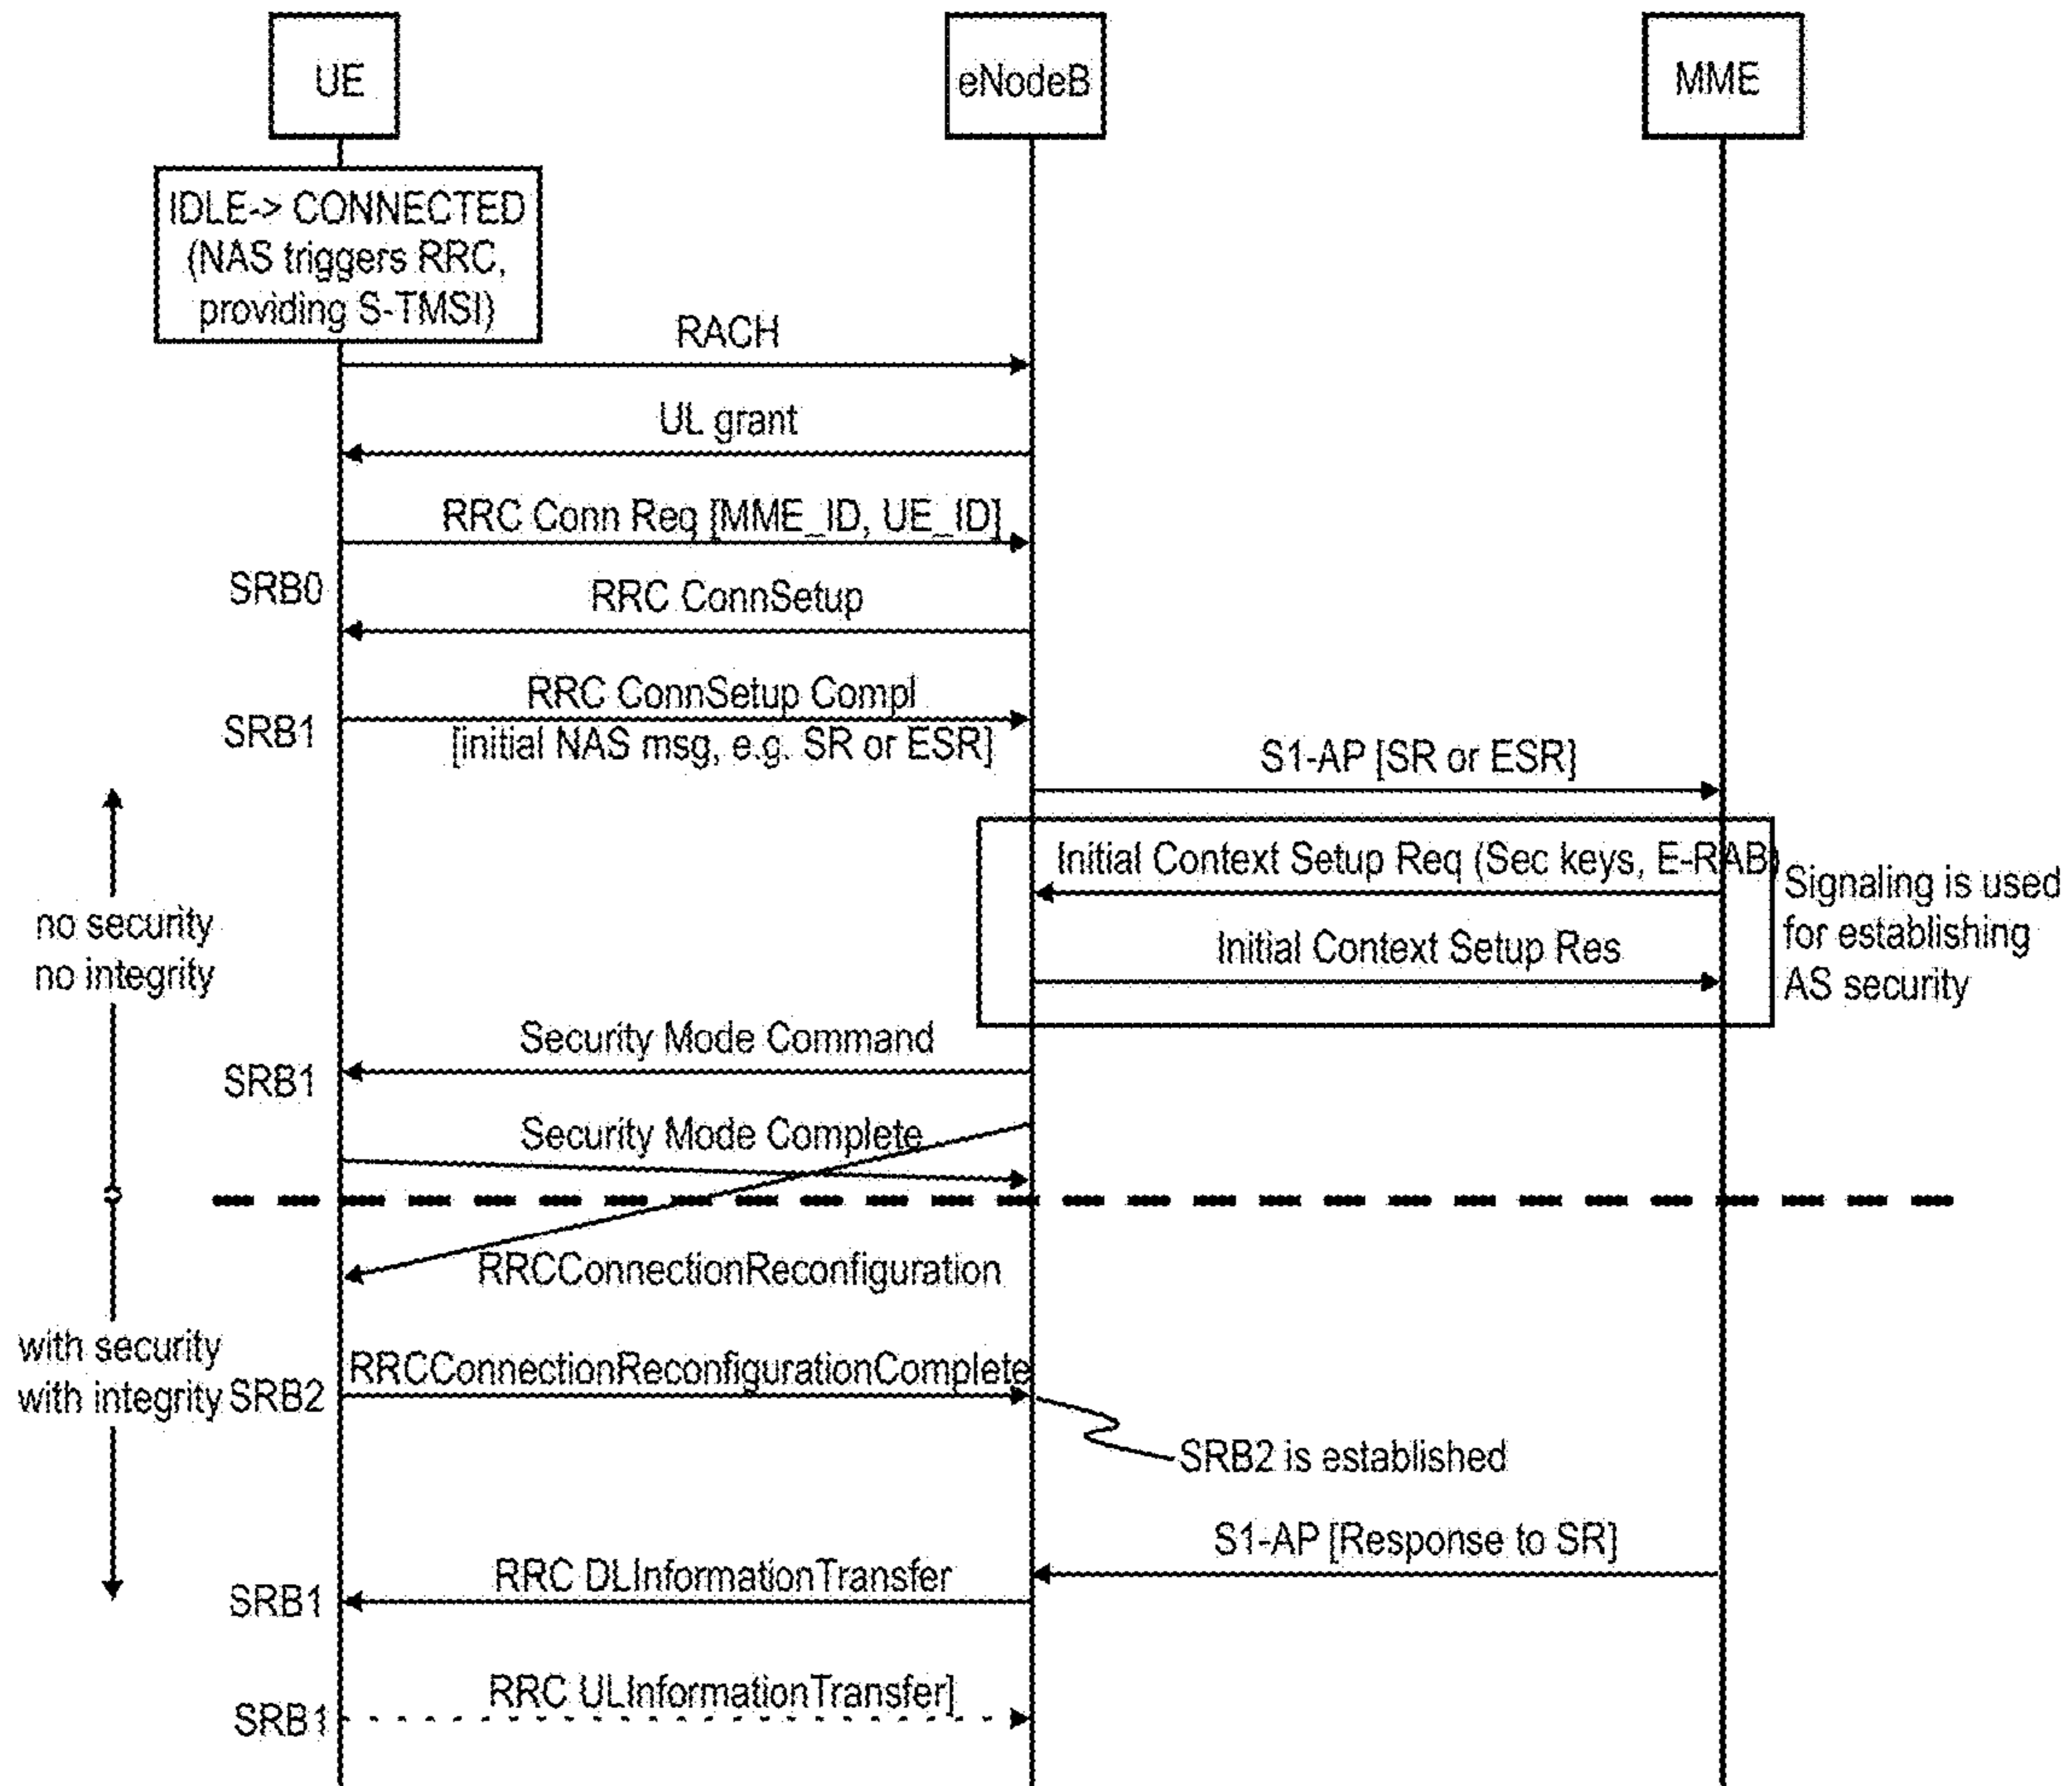 UE
eNodeB
MME
IDLE-> CONNECTED
(NAS triggers RRC,
providing S-TMSI)
RACH
UL grant
RRC Conn Req [MME_ID, UE_ID]
SRB0
RRC ConnSetup
RRC ConnSetup Compl
SRB1
[initial NAS msg, e.g. SR or ESR]
S1-AP [SR or ESR]
Initial Context Setup Req (Sec keys, E-RAB)
Signaling is used
for establishing
AS security
no security
no integrity
Initial Context Setup Res
Security Mode Command
SRB1
Security Mode Complete
RRCConnectionReconfiguration
with security
with integrity
RRCConnectionReconfigurationComplete
SRB2
SRB2 is established
S1-AP [Response to SR]
RRC DLInformationTransfer
SRB1
RRC ULInformationTransfer]
SRB1